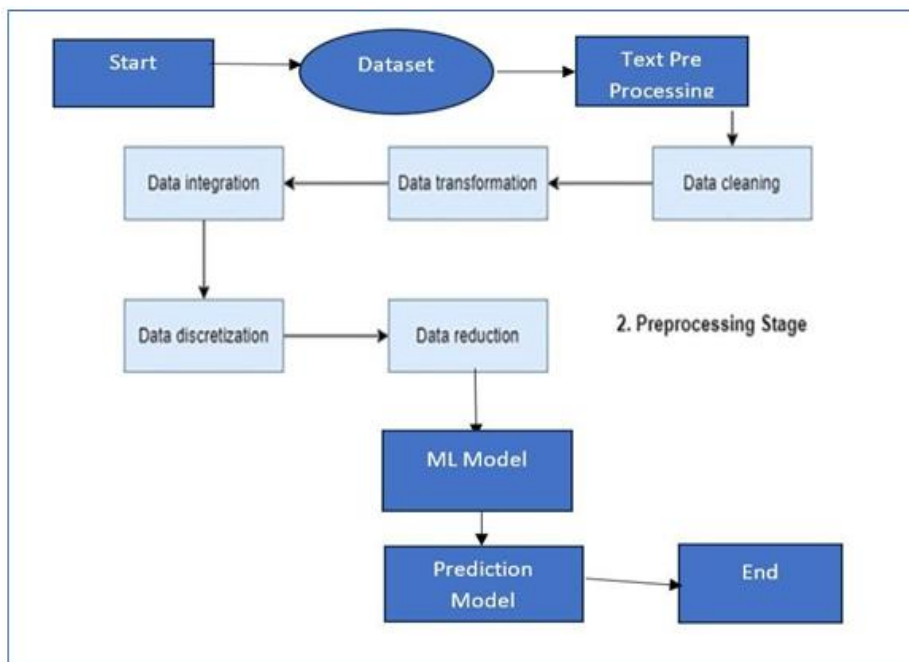 Start
Dataset
Text Pre
Processing
Data integration
Data transformation
Data cleaning
Data discretization
Data reduction
2. Preprocessing Stage
ML Model
Prediction
Model
End